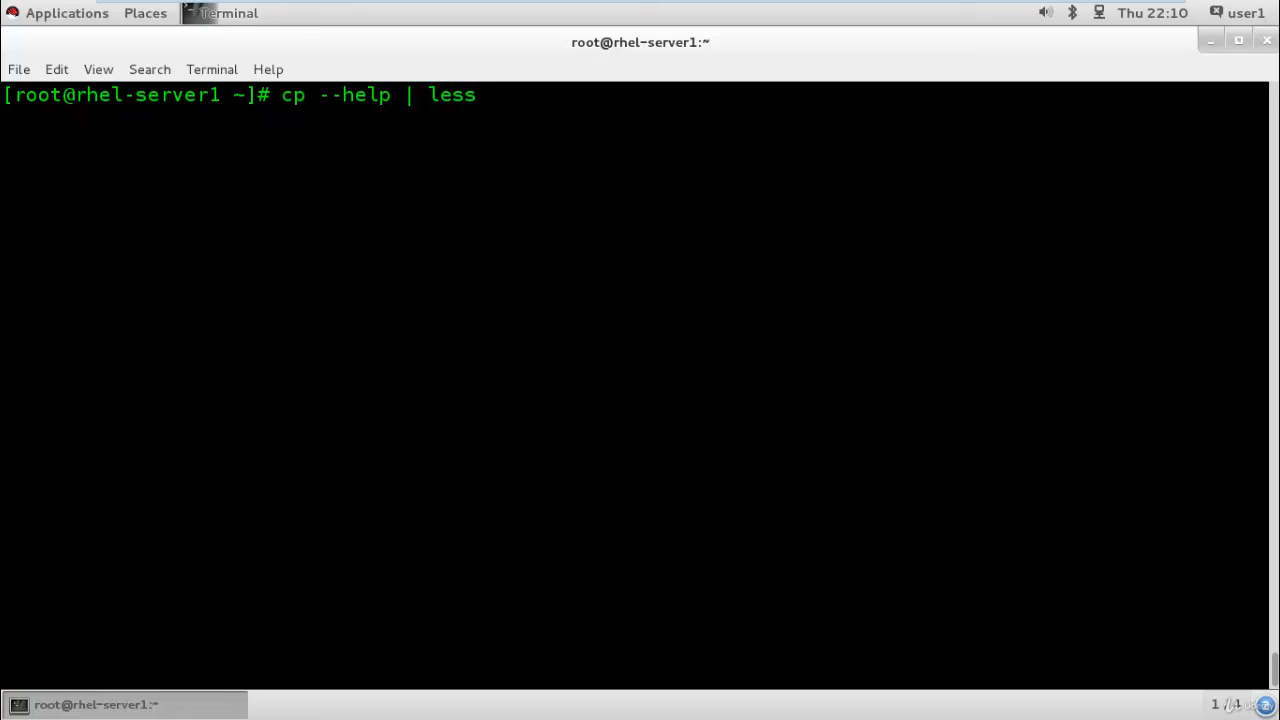 Applications Places Terminal Thu 22:10 user1
root@rhel-server1:~
File Edit View Search Terminal Help
[root@rhel-server1 ~]# cp --help | less
root@rhel-server1:~